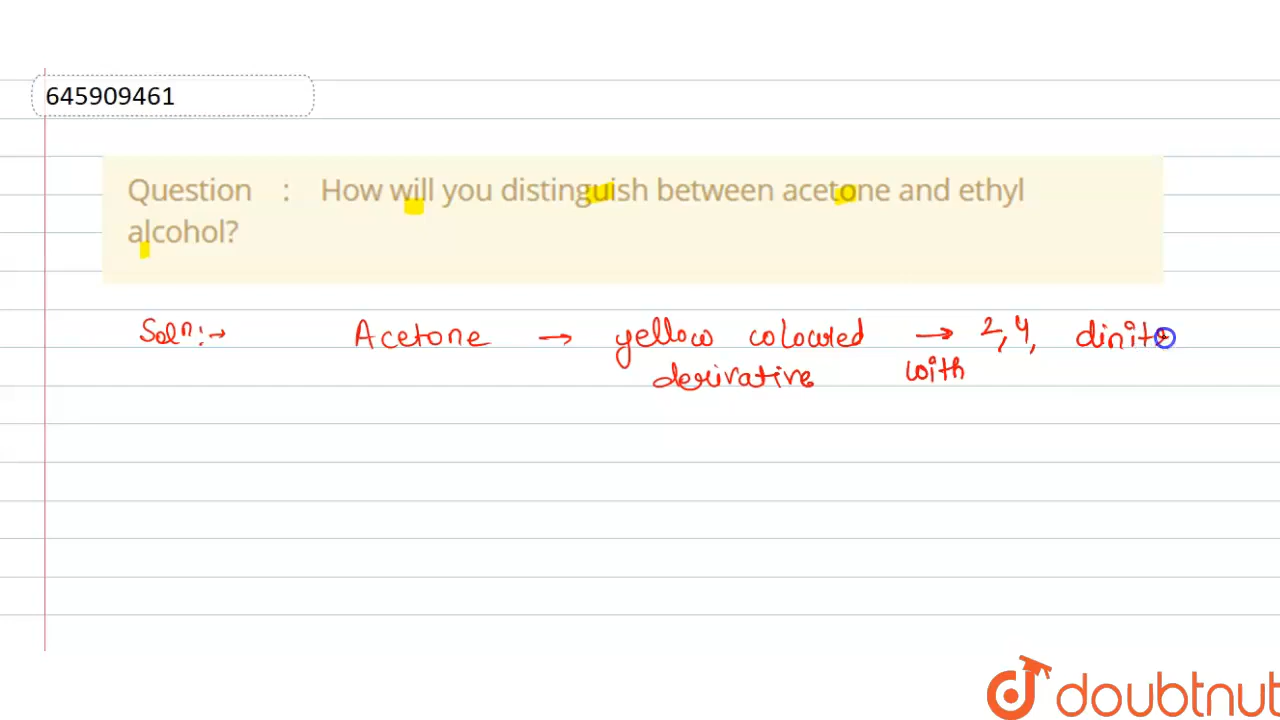 645909461
Question : How will you distinguish between acetone and ethyl
alcohol?
Soln:→ Acetone → yellow coloured → 2,4, dinitr
derivative with
doubtnut